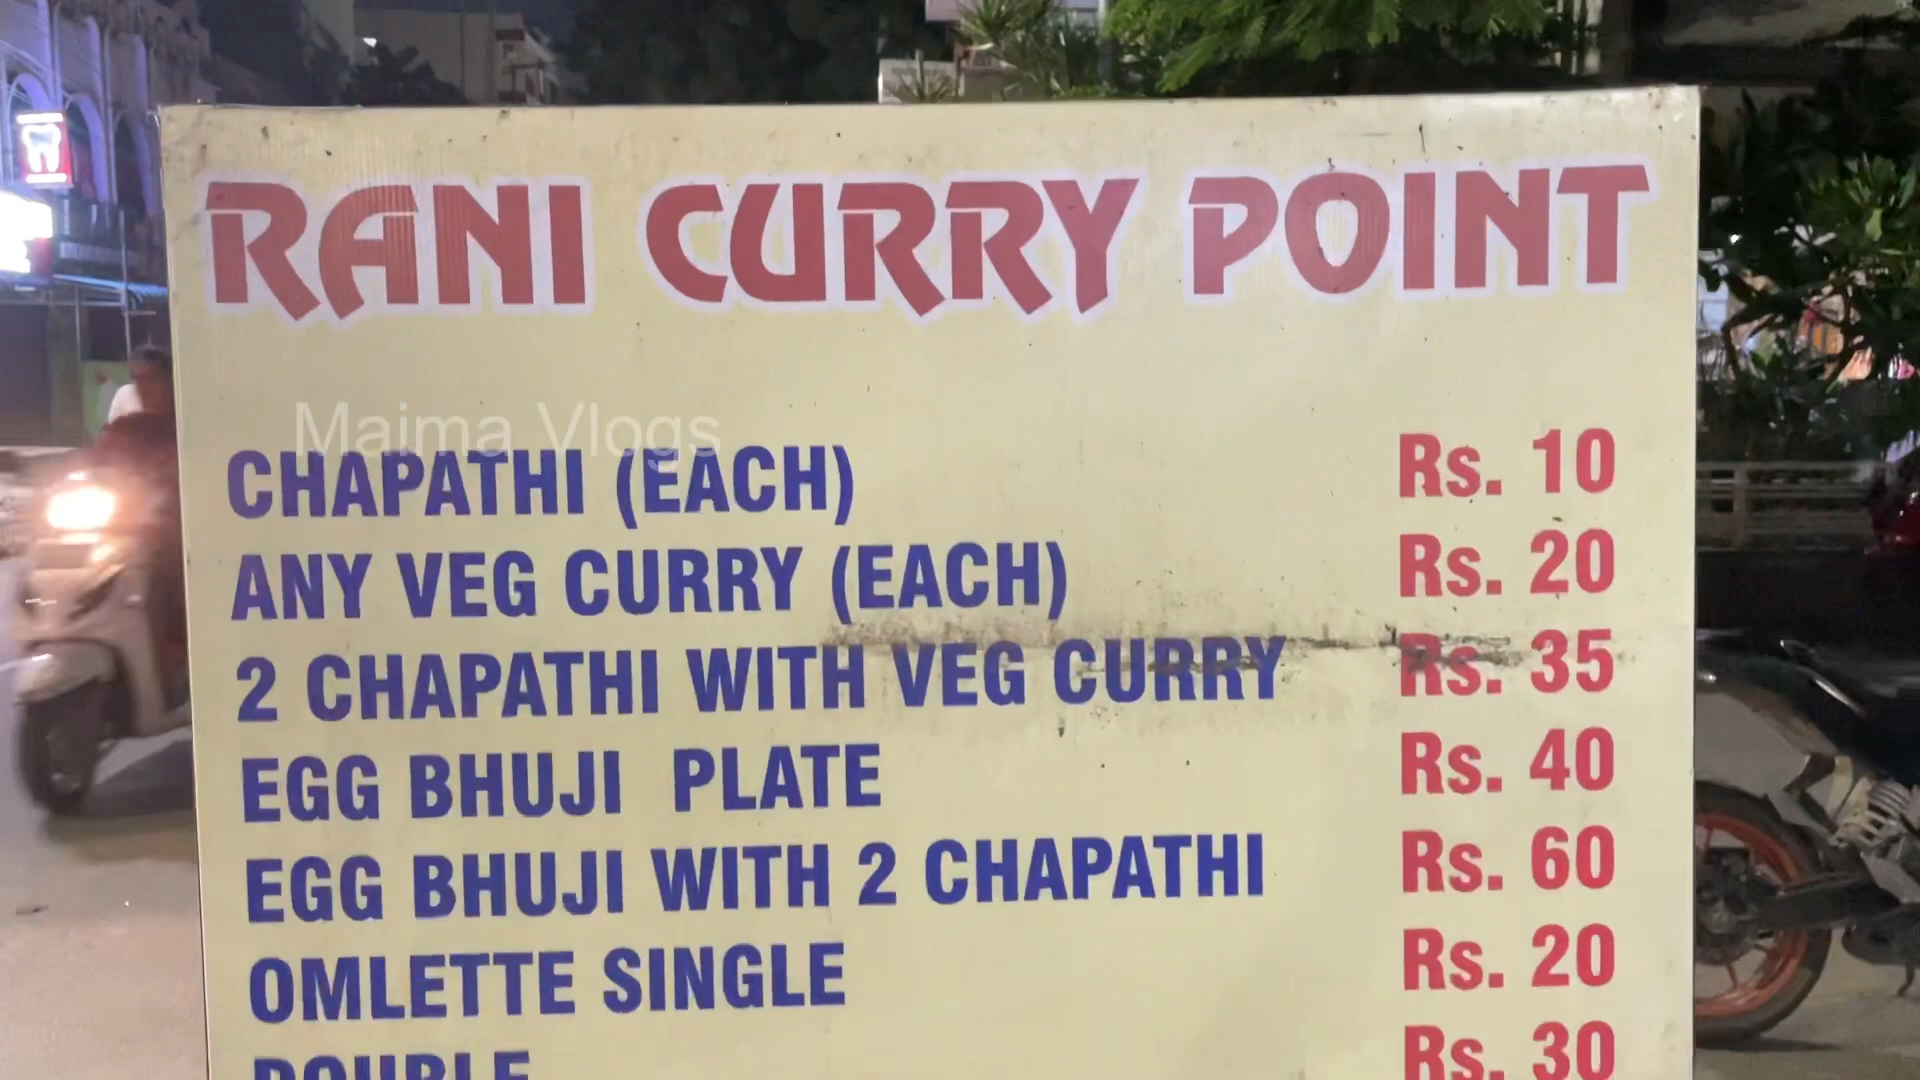 RANI CURRY POINT
Maima Vlogs
CHAPATHI (EACH) Rs. 10
ANY VEG CURRY (EACH) Rs. 20
2 CHAPATHI WITH VEG CURRY Rs. 35
EGG BHUJI PLATE Rs. 40
EGG BHUJI WITH 2 CHAPATHI Rs. 60
OMLETTE SINGLE Rs. 20
DOUBLE Rs. 30